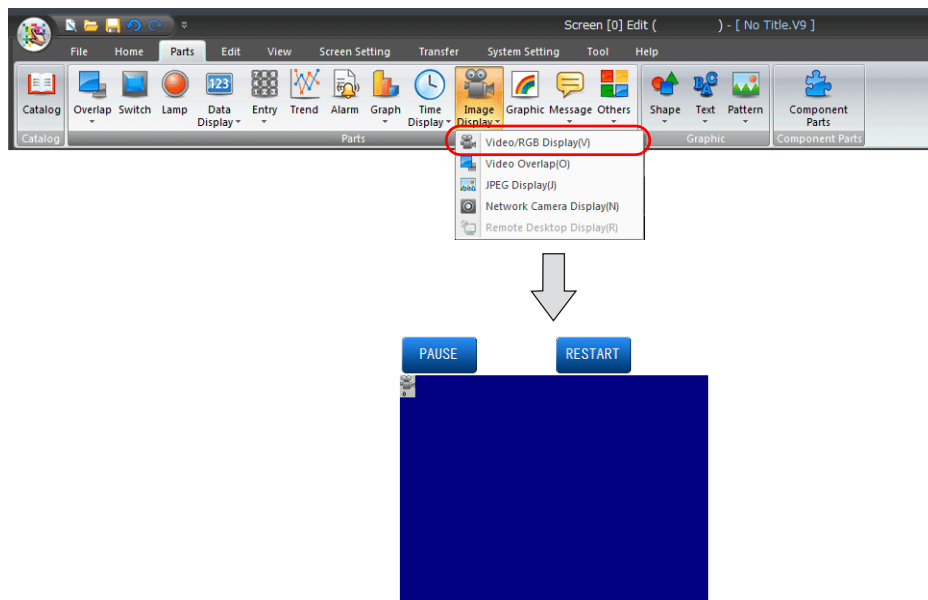 Screen [0] Edit (          ) - [ No Title.V9 ]
File Home Parts Edit View Screen Setting Transfer System Setting Tool Help
Catalog Overlap Switch Lamp Data Display Entry Trend Alarm Graph Time Display Image Display Graphic Message Others Shape Text Pattern Component Parts
Catalog Parts Graphic Component Parts
Video/RGB Display(V)
Video Overlap(O)
JPEG Display(J)
Network Camera Display(N)
Remote Desktop Display(R)
PAUSE RESTART
0